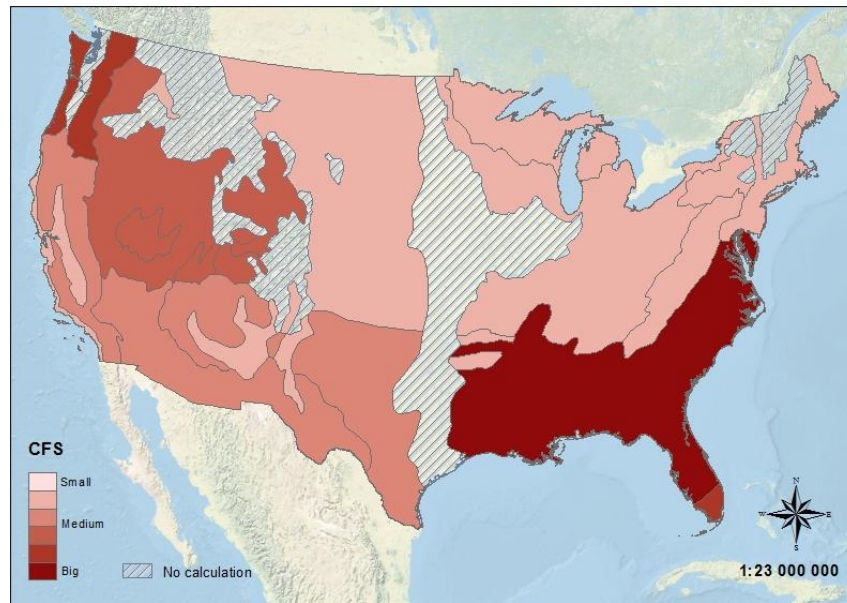 CFS
Small
Medium
Big
No calculation
N
W E
S
1:23 000 000